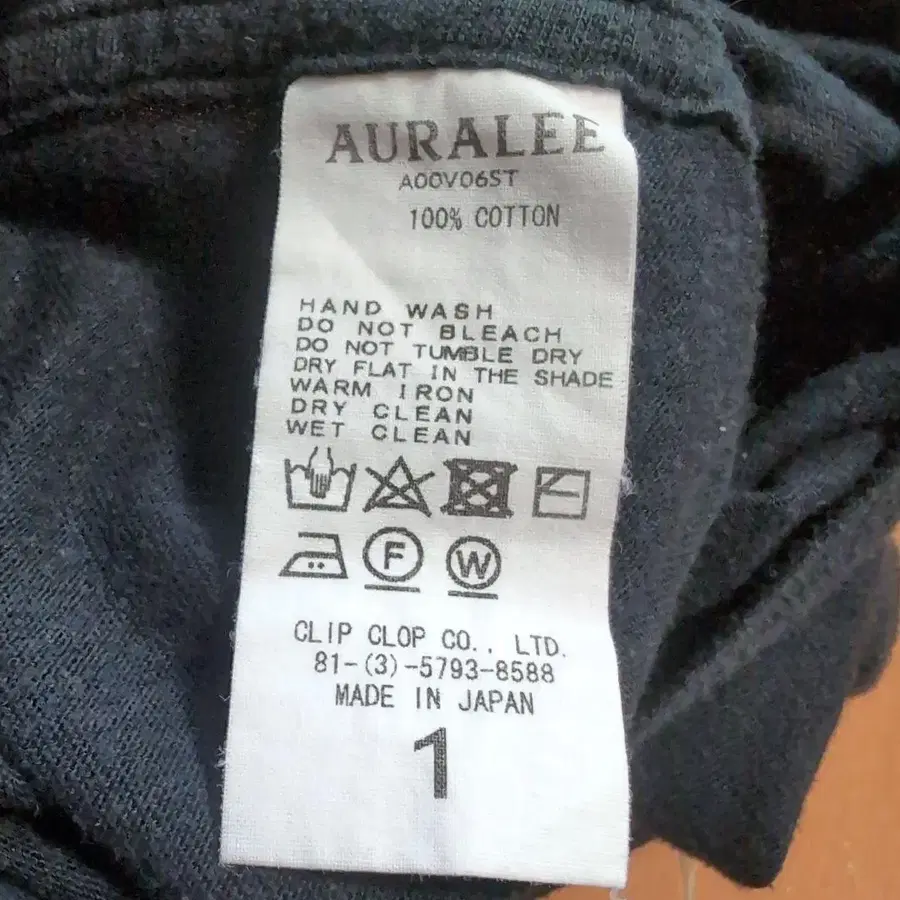 AURALEE
A00V06ST
100% COTTON
HAND WASH
DO NOT BLEACH
DO NOT TUMBLE DRY
DRY FLAT IN THE SHADE
WARM IRON
DRY CLEAN
WET CLEAN
F W
CLIP CLOP CO., LTD.
81-(3)-5793-8588
MADE IN JAPAN
1